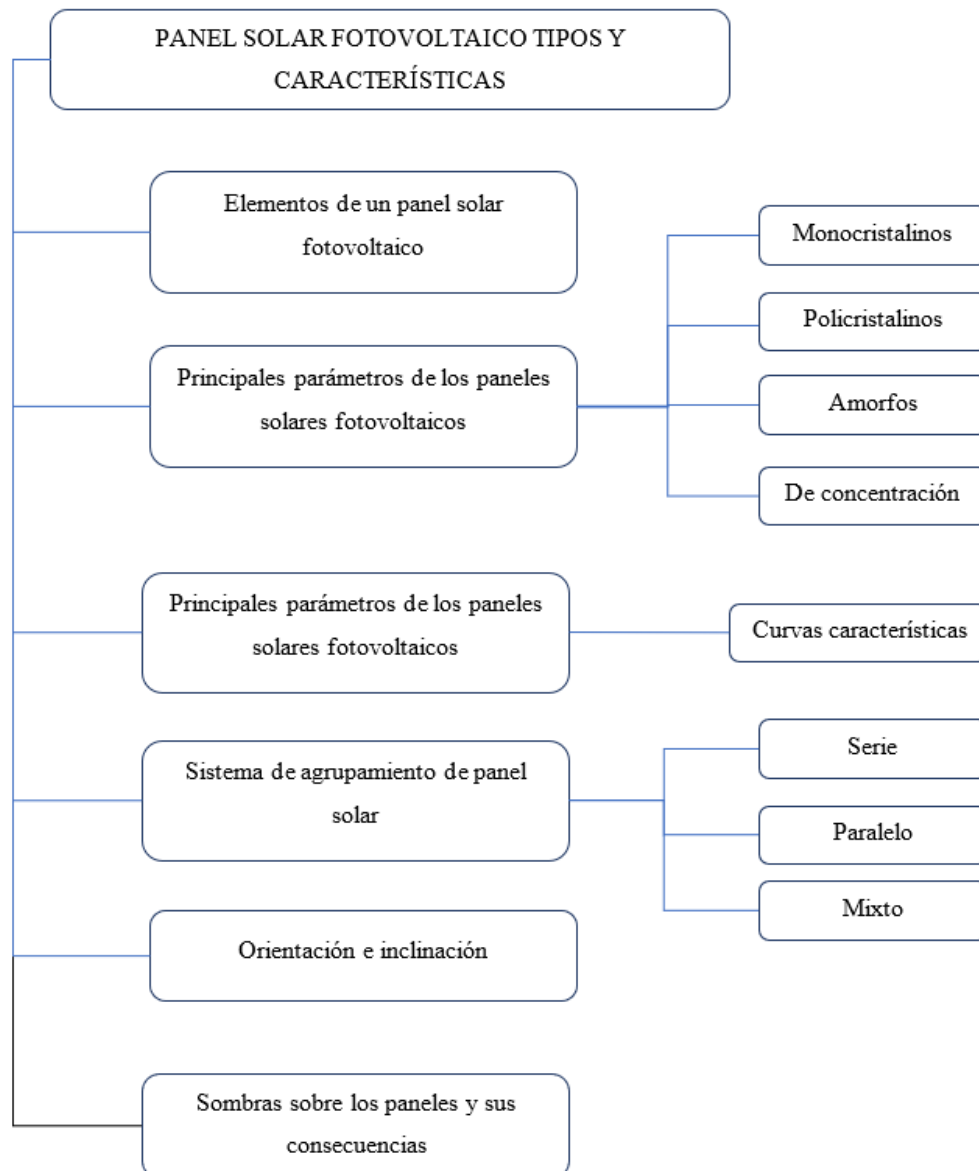 PANEL SOLAR FOTOVOLTAICO TIPOS Y
CARACTERÍSTICAS
Elementos de un panel solar
fotovoltaico
Principales parámetros de los paneles
solares fotovoltaicos
Monocristalinos
Policristalinos
Amorfos
De concentración
Principales parámetros de los paneles
solares fotovoltaicos
Curvas características
Sistema de agrupamiento de panel
solar
Serie
Paralelo
Mixto
Orientación e inclinación
Sombras sobre los paneles y sus
consecuencias